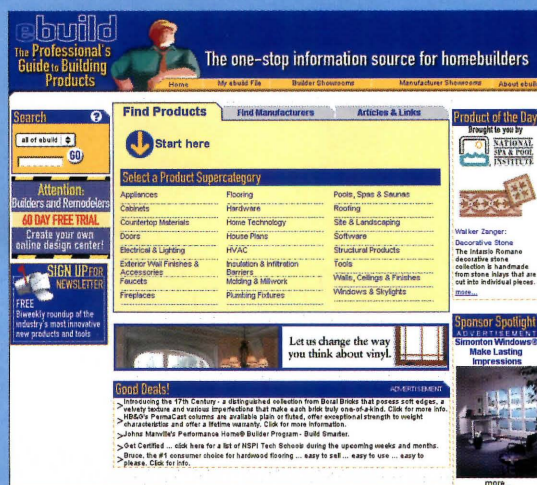 ebuild
The Professional's
Guide to Building
Products
The one-stop information source for homebuilders
Home
My ebuild File
Builder Showrooms
Manufacturer Showrooms
About ebuild
Search
?
all of ebuild
GO
Attention:
Builders and Remodelers
60 DAY FREE TRIAL
Create your own
online design center!
SIGN UP FOR
NEWSLETTER
FREE
Biweekly roundup of the
industry's most innovative
new products and tools
Find Products
Find Manufacturers
Articles & Links
Start here
Select a Product Supercategory
Appliances
Cabinets
Countertop Materials
Doors
Electrical & Lighting
Exterior Wall Finishes &
Accessories
Faucets
Fireplaces
Flooring
Hardware
Home Technology
House Plans
HVAC
Insulation & Infiltration
Barriers
Molding & Millwork
Plumbing Fixtures
Pools, Spas & Saunas
Roofing
Site & Landscaping
Software
Structural Products
Tools
Walls, Ceilings & Finishes
Windows & Skylights
Let us change the way
you think about vinyl.
Good Deals!
ADVERTISEMENT
>Introducing the 17th Century - a distinguished collection from Boral Bricks that possess soft edges, a
velvety texture and various imperfections that make each brick truly one-of-a-kind. Click for more info.
>HB&G's PermaCast columns are available plain or fluted, offer exceptional strength to weight
characteristics and offer a lifetime warranty. Click for more information.
>Johns Manville's Performance Home® Builder Program - Build Smarter.
>Get Certified ... click here for a list of NSPI Tech Schools during the upcoming weeks and months.
>Bruce, the #1 consumer choice for hardwood flooring ... easy to sell ... easy to use ... easy to
please. Click for info.
Product of the Day
Brought to you by
NATIONAL
SPA & POOL
INSTITUTE
Walker Zanger:
Decorative Stone
The Intarsio Romano
decorative stone
collection is handmade
from stone inlays that are
cut into individual pieces.
more...
Sponsor Spotlight
ADVERTISEMENT
Simonton Windows®
Make Lasting
Impressions
more